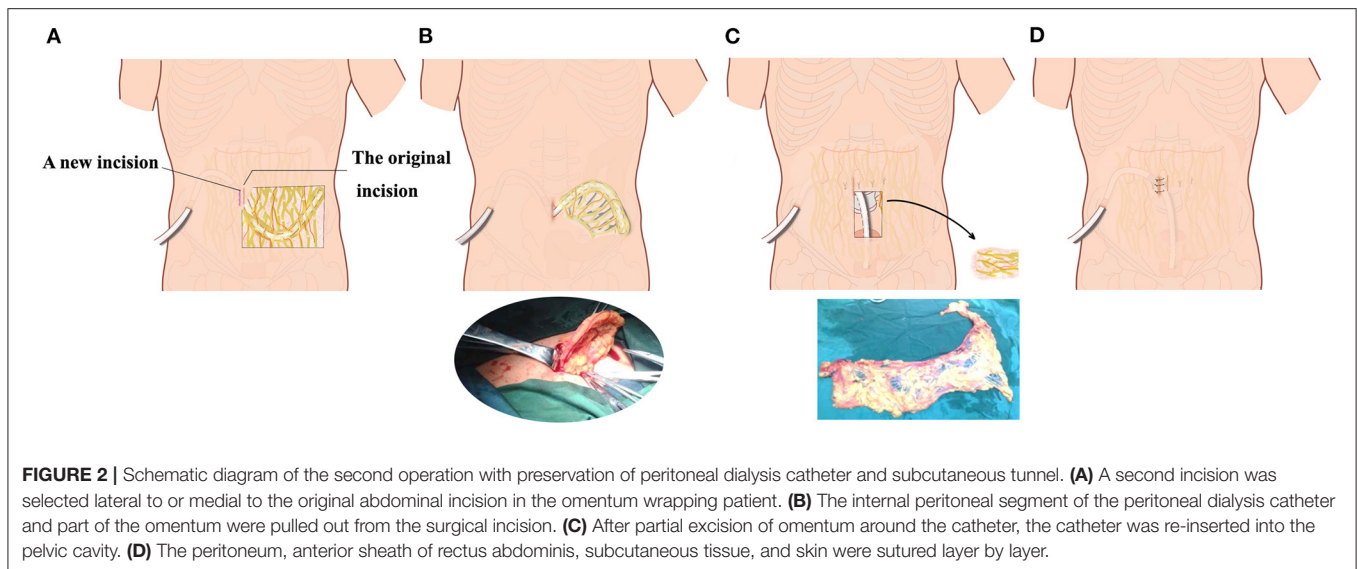 A
B
C
D
A new incision
The original
incision
FIGURE 2 | Schematic diagram of the second operation with preservation of peritoneal dialysis catheter and subcutaneous tunnel. (A) A second incision was
selected lateral to or medial to the original abdominal incision in the omentum wrapping patient. (B) The internal peritoneal segment of the peritoneal dialysis catheter
and part of the omentum were pulled out from the surgical incision. (C) After partial excision of omentum around the catheter, the catheter was re-inserted into the
pelvic cavity. (D) The peritoneum, anterior sheath of rectus abdominis, subcutaneous tissue, and skin were sutured layer by layer.